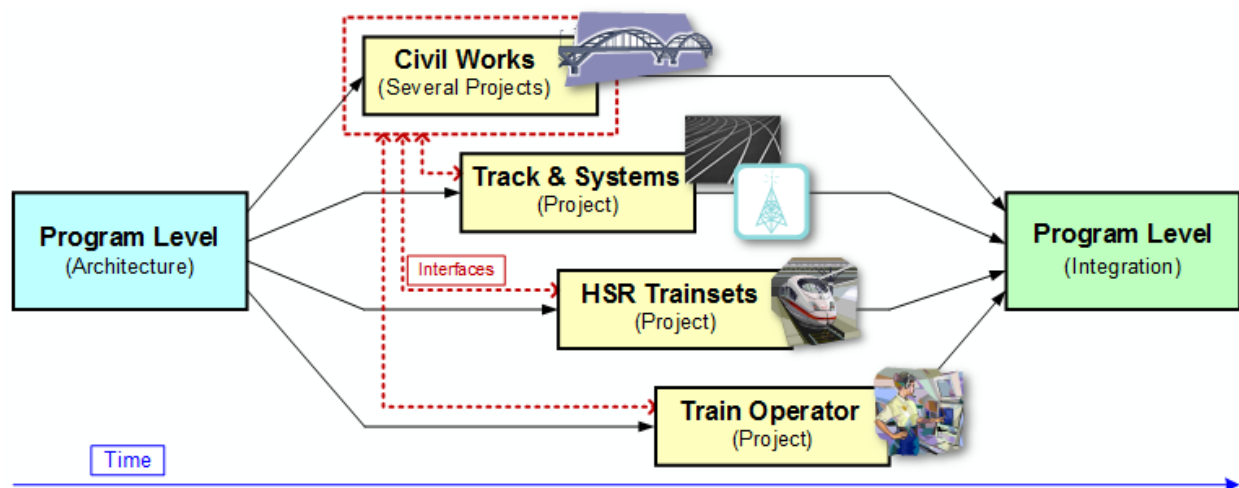 Civil Works
(Several Projects)
Track & Systems
(Project)
Program Level
(Architecture)
Program Level
(Integration)
Interfaces
HSR Trainsets
(Project)
Train Operator
(Project)
Time